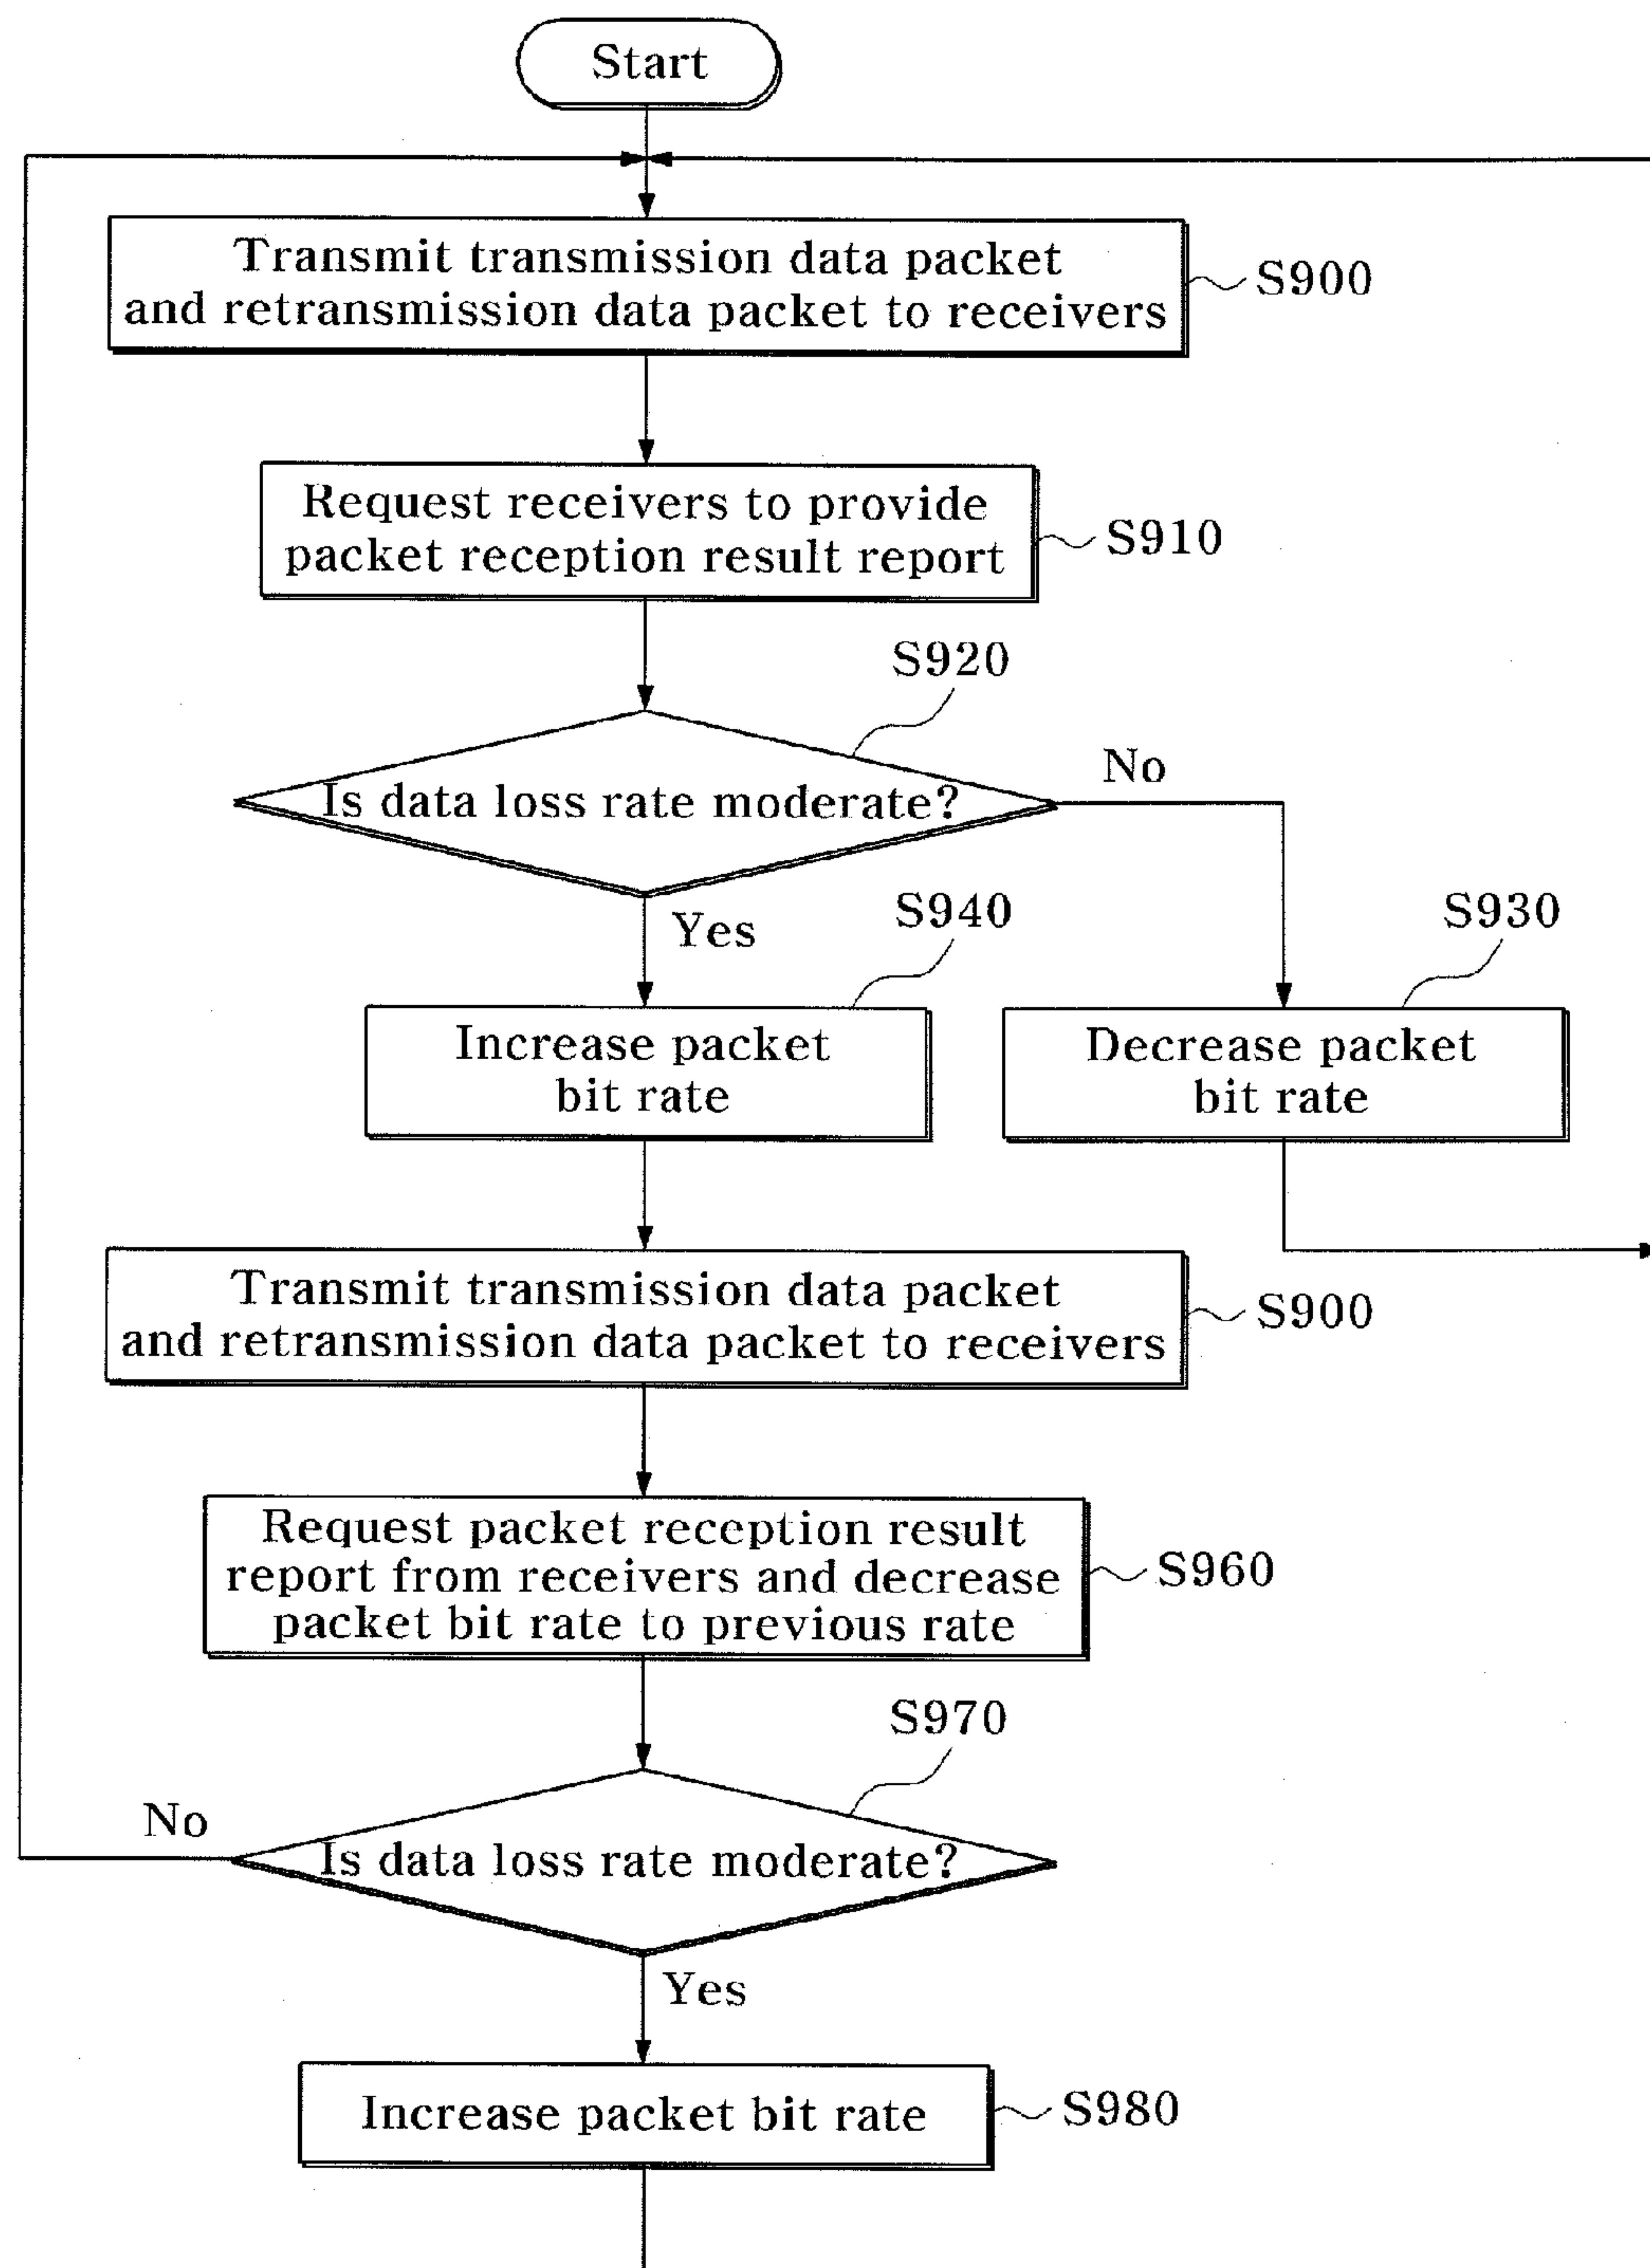 Start
Transmit transmission data packet
and retransmission data packet to receivers
S900
Request receivers to provide
packet reception result report
S910
S920
Is data loss rate moderate?
No
Yes
S940
S930
Increase packet
bit rate
Decrease packet
bit rate
Transmit transmission data packet
and retransmission data packet to receivers
S900
Request packet reception result
report from receivers and decrease
packet bit rate to previous rate
S960
S970
No
Is data loss rate moderate?
Yes
Increase packet bit rate
S980